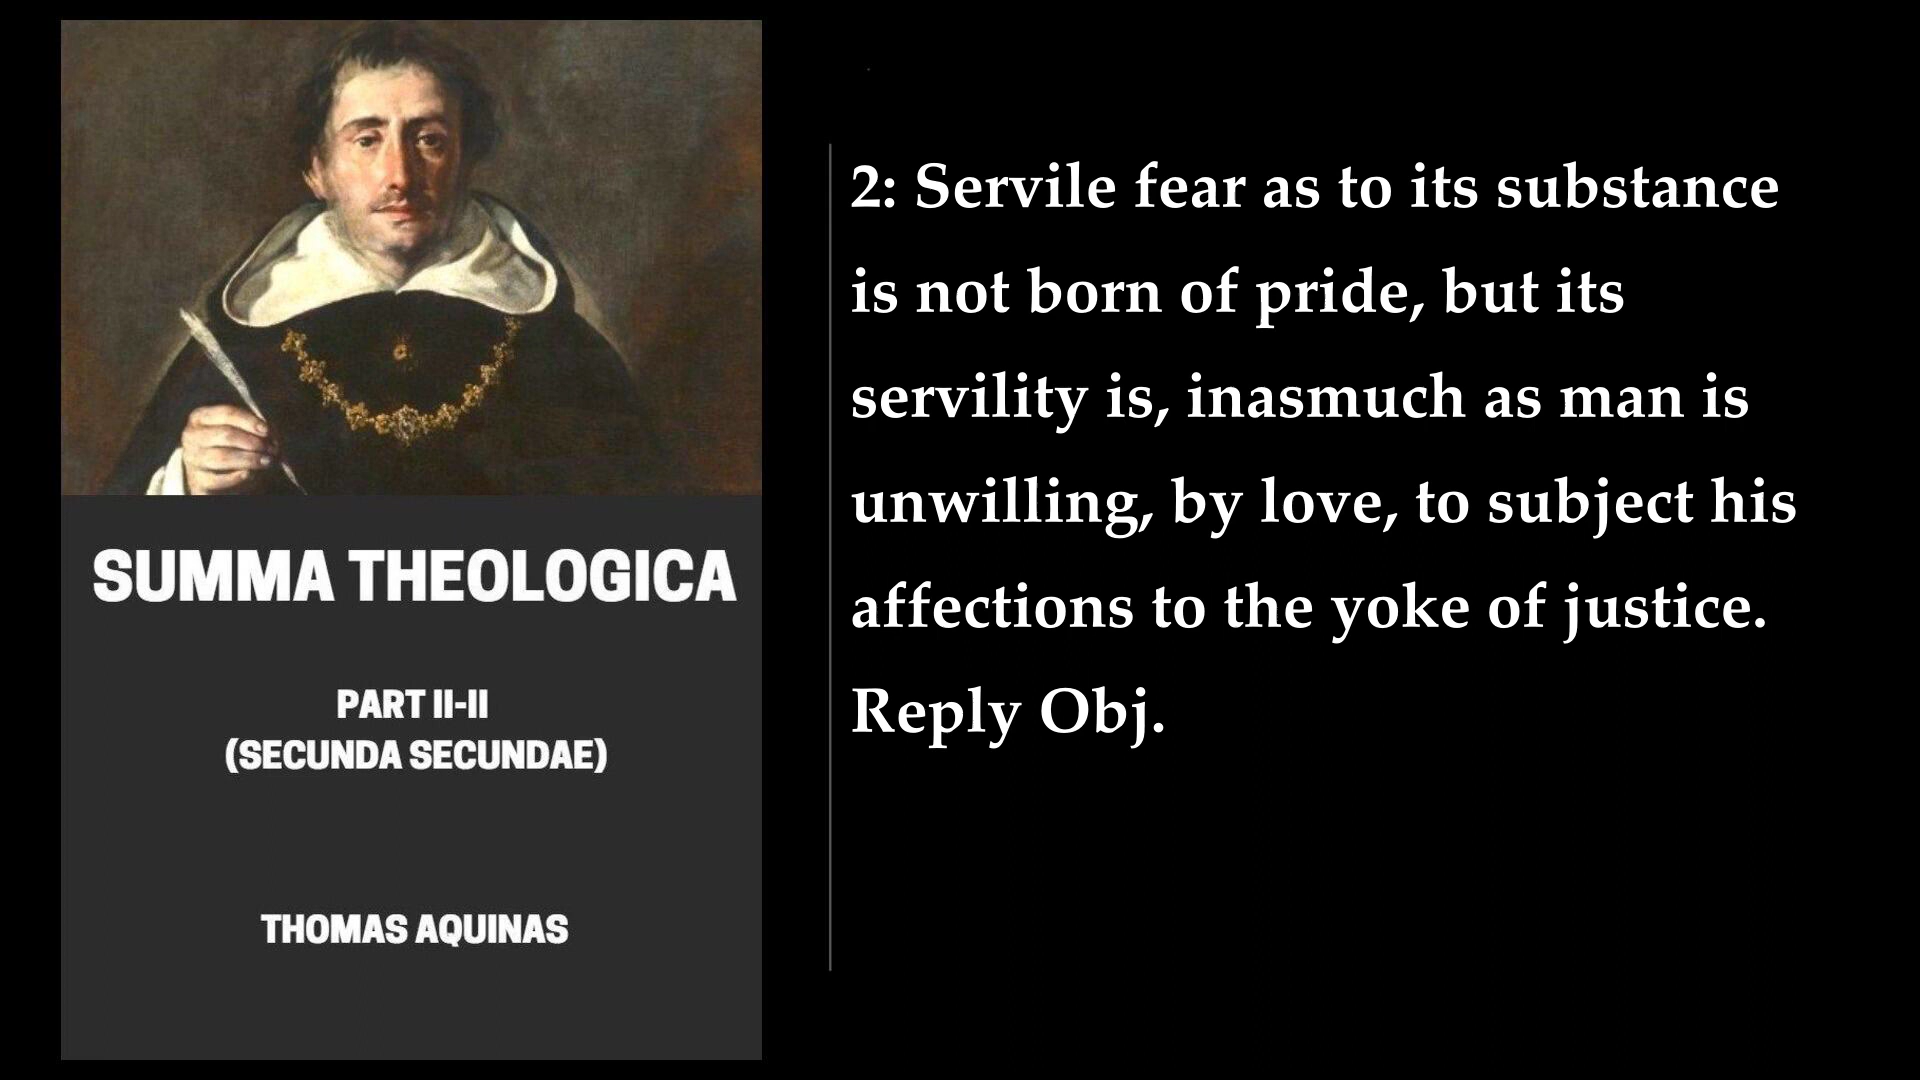 SUMMA THEOLOGICA
PART II-II
(SECUNDA SECUNDAE)
THOMAS AQUINAS
2: Servile fear as to its substance
is not born of pride, but its
servility is, inasmuch as man is
unwilling, by love, to subject his
affections to the yoke of justice.
Reply Obj.